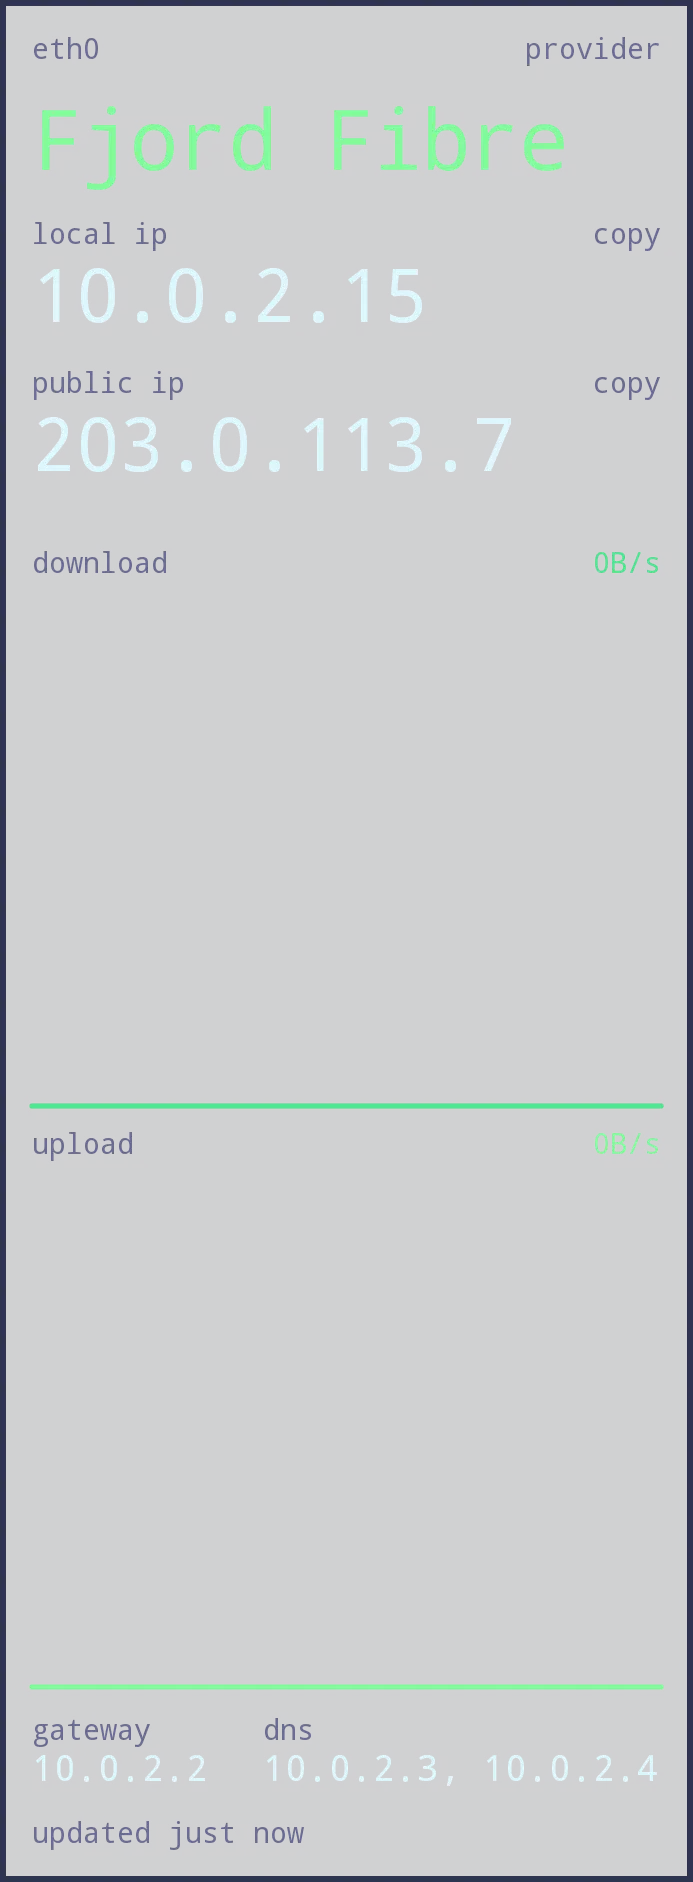 eth0 provider
Fjord Fibre
local ip copy
10.0.2.15
public ip copy
203.0.113.7
download 0B/s
upload 0B/s
gateway dns
10.0.2.2 10.0.2.3, 10.0.2.4
updated just now